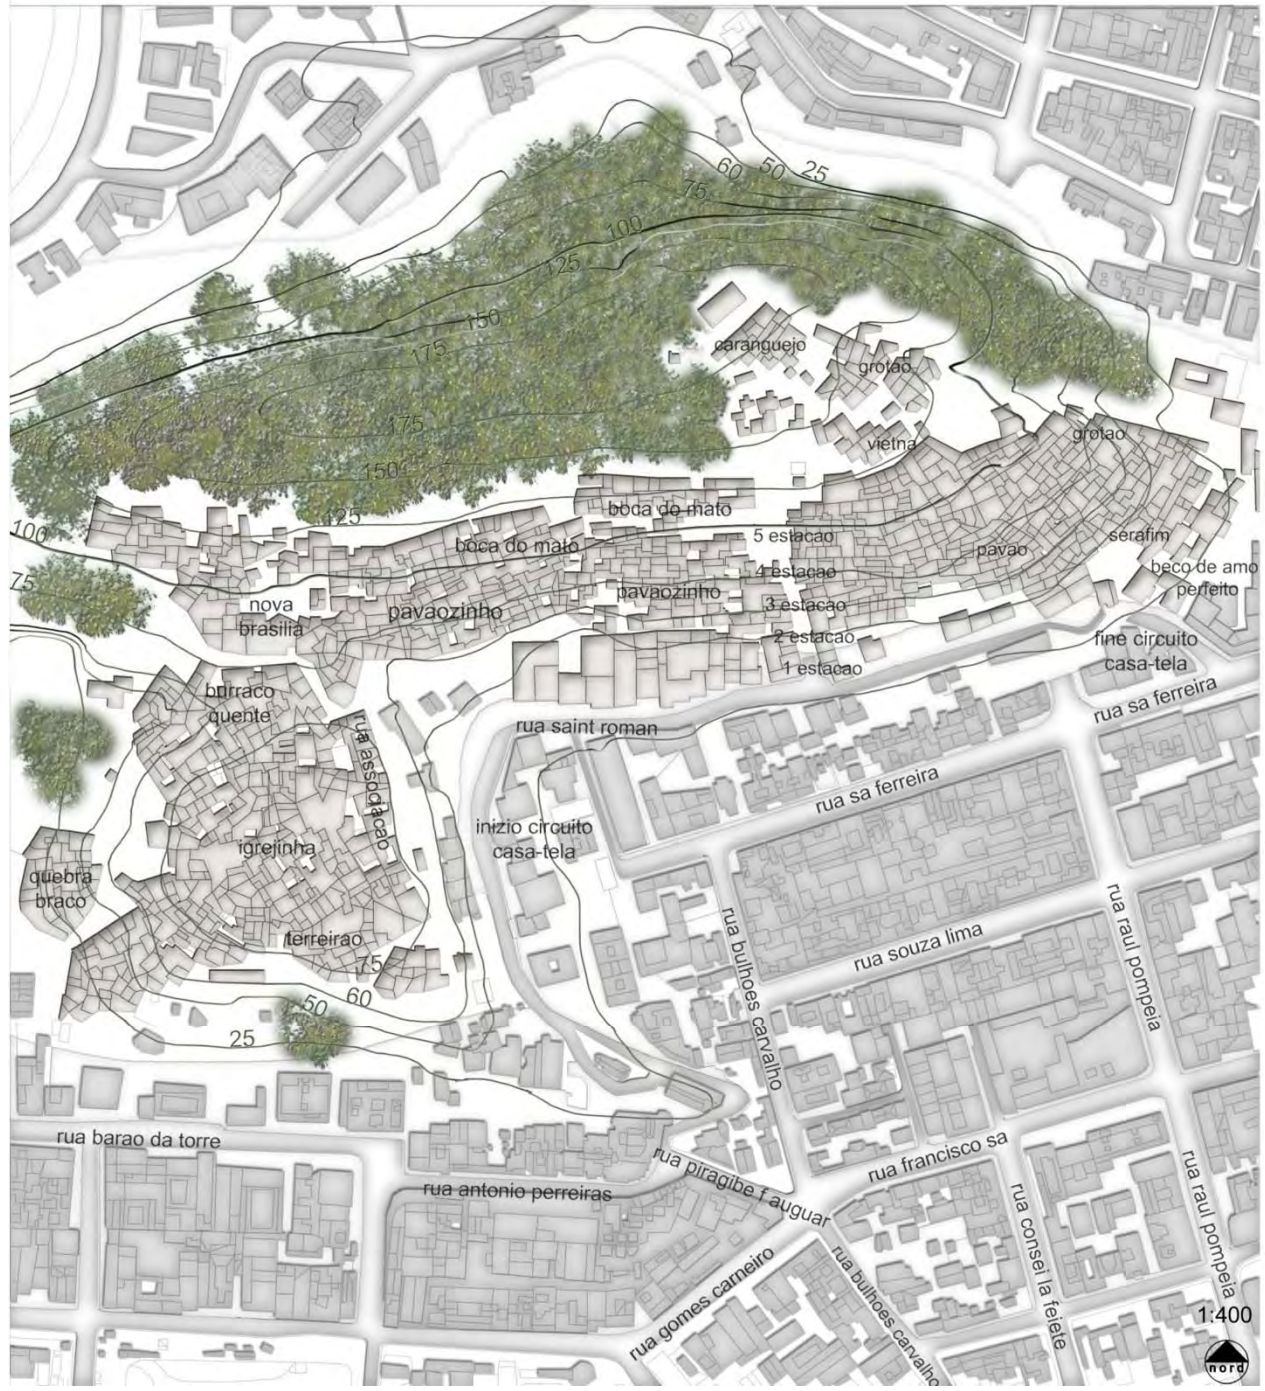 25
50
60
75
100
125
150
175
caranguejo
grotao
175
vietna
grotao
150
boca do mato
125
100
5 estacao
serafim
boca do mato
pavao
4 estacao
beco de amo
perfeito
75
pavaozinho
3 estacao
nova
brasilia
pavaozinho
2 estacao
fine circuito
casa-tela
1 estacao
burraco
quente
rua sa ferreira
rua saint roman
rua associacao
rua sa ferreira
inizio circuito
casa-tela
igrejinha
quebra
braco
rua raul pompeia
rua bulhoes carvalho
rua souza lima
terreirao
75
60
50
25
rua barao da torre
rua francisco sa
rua piragibe f auguar
rua antonio perreiras
rua raul pompeia
rua consei la feiete
rua gomes carneiro
rua bulhoes carvalho
1:400
nord